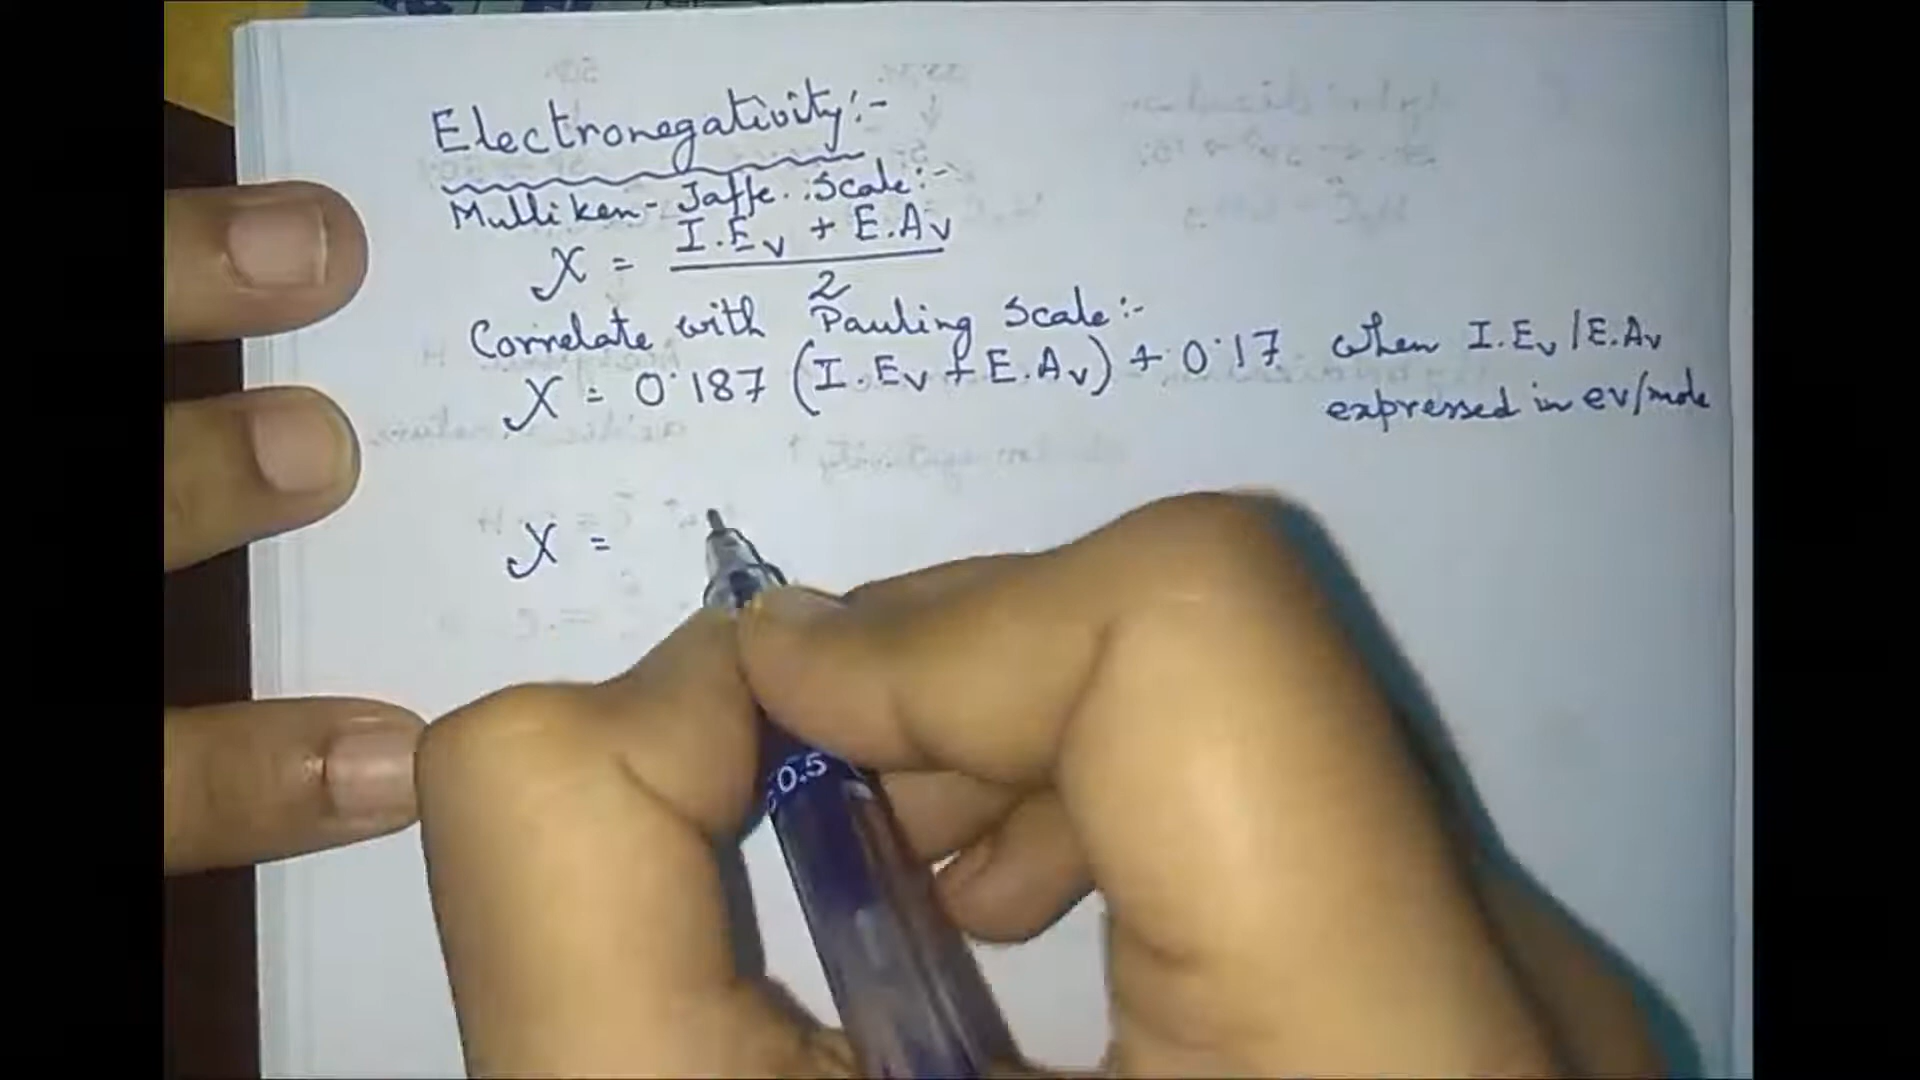 Electronegativity:-
Mulliken-Jaffe Scale:-
X = I.Ev + E.Av
2
Correlate with Pauling Scale:-
X = 0.187 (I.Ev + E.Av) + 0.17 when I.Ev/E.Av
expressed in ev/mole
X =
0.5